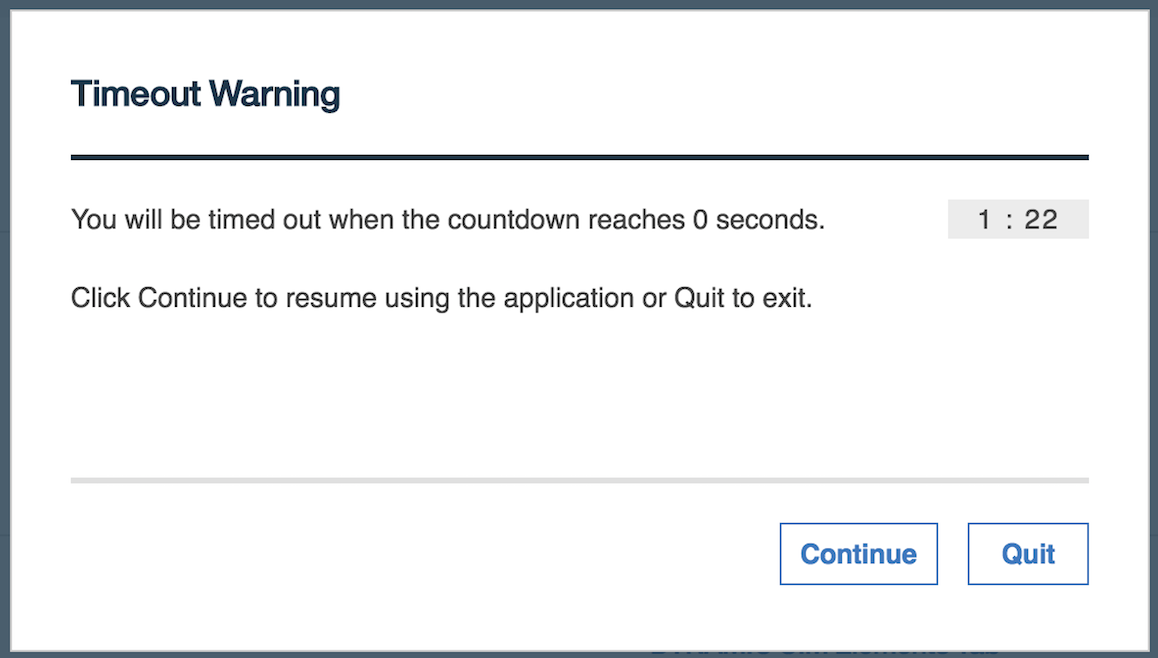 Timeout Warning
You will be timed out when the countdown reaches 0 seconds.
1 : 22
Click Continue to resume using the application or Quit to exit.
Continue
Quit